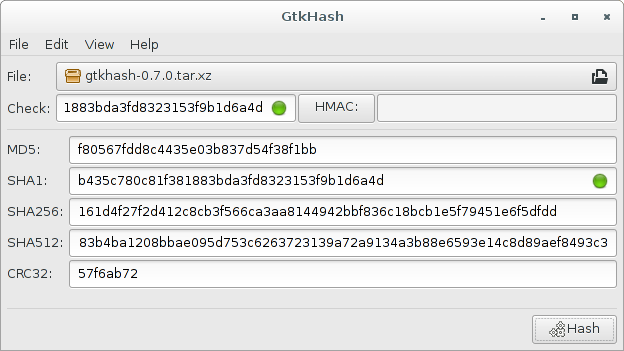 GtkHash
File Edit View Help
File: gtkhash-0.7.0.tar.xz
Check: 1883bda3fd8323153f9b1d6a4d HMAC:
MD5: f80567fdd8c4435e03b837d54f38f1bb
SHA1: b435c780c81f381883bda3fd8323153f9b1d6a4d
SHA256: 161d4f27f2d412c8cb3f566ca3aa8144942bbf836c18bcb1e5f79451e6f5dfdd
SHA512: 83b4ba1208bbae095d753c6263723139a72a9134a3b88e6593e14c8d89aef8493c3
CRC32: 57f6ab72
Hash